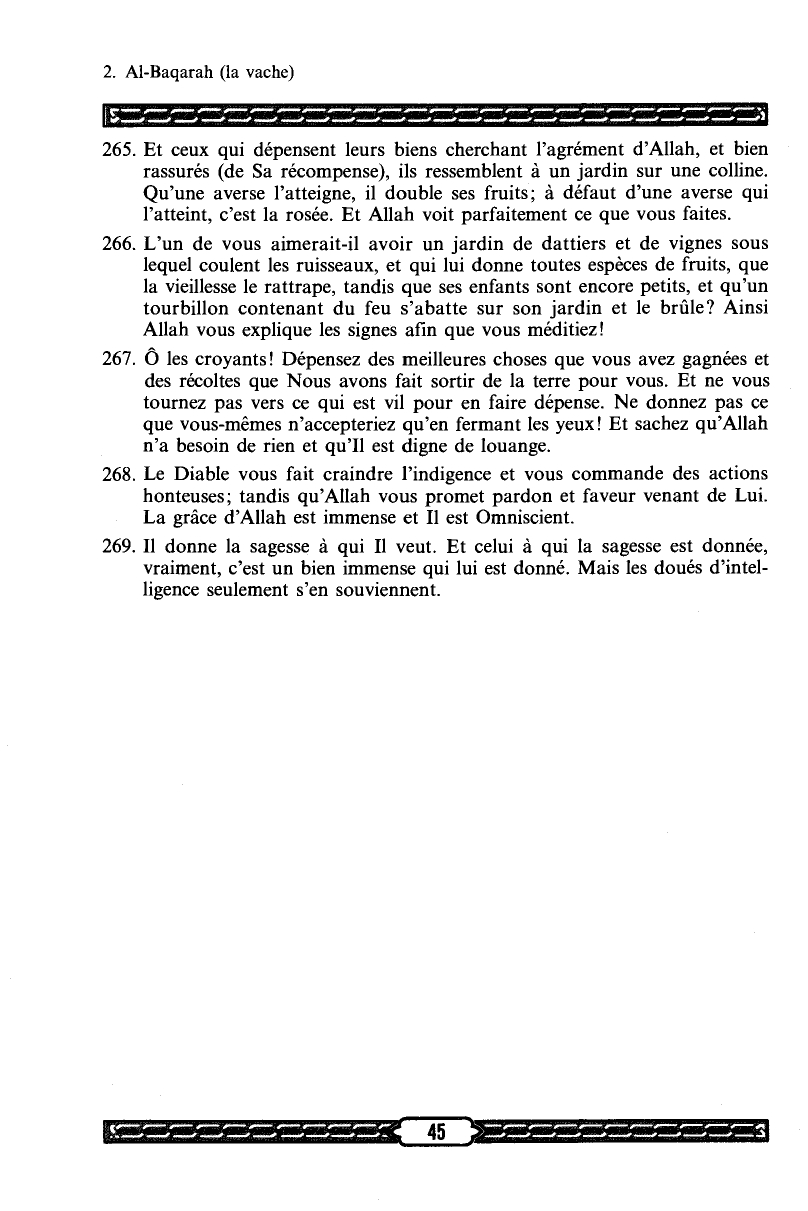 2. Al-Baqarah (la vache)
265. Et ceux qui dépensent leurs biens cherchant l'agrément d'Allah, et bien
rassurés (de Sa récompense), ils ressemblent à un jardin sur une colline.
Qu'une averse l'atteigne, il double ses fruits; à défaut d'une averse qui
l'atteint, c'est la rosée. Et Allah voit parfaitement ce que vous faites.
266. L'un de vous aimerait-il avoir un jardin de dattiers et de vignes sous
lequel coulent les ruisseaux, et qui lui donne toutes espèces de fruits, que
la vieillesse le rattrape, tandis que ses enfants sont encore petits, et qu'un
tourbillon contenant du feu s'abatte sur son jardin et le brûle? Ainsi
Allah vous explique les signes afin que vous méditiez!
267. Ô les croyants! Dépensez des meilleures choses que vous avez gagnées et
des récoltes que Nous avons fait sortir de la terre pour vous. Et ne vous
tournez pas vers ce qui est vil pour en faire dépense. Ne donnez pas ce
que vous-mêmes n'accepteriez qu'en fermant les yeux! Et sachez qu'Allah
n'a besoin de rien et qu'Il est digne de louange.
268. Le Diable vous fait craindre l'indigence et vous commande des actions
honteuses; tandis qu'Allah vous promet pardon et faveur venant de Lui.
La grâce d'Allah est immense et Il est Omniscient.
269. Il donne la sagesse à qui Il veut. Et celui à qui la sagesse est donnée,
vraiment, c'est un bien immense qui lui est donné. Mais les doués d'intel-
ligence seulement s'en souviennent.
45